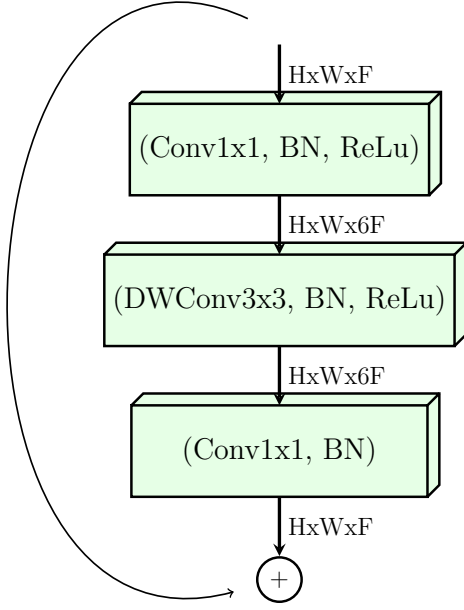 HxWxF
(Conv1x1, BN, ReLu)
HxWx6F
(DWConv3x3, BN, ReLu)
HxWx6F
(Conv1x1, BN)
HxWxF
+